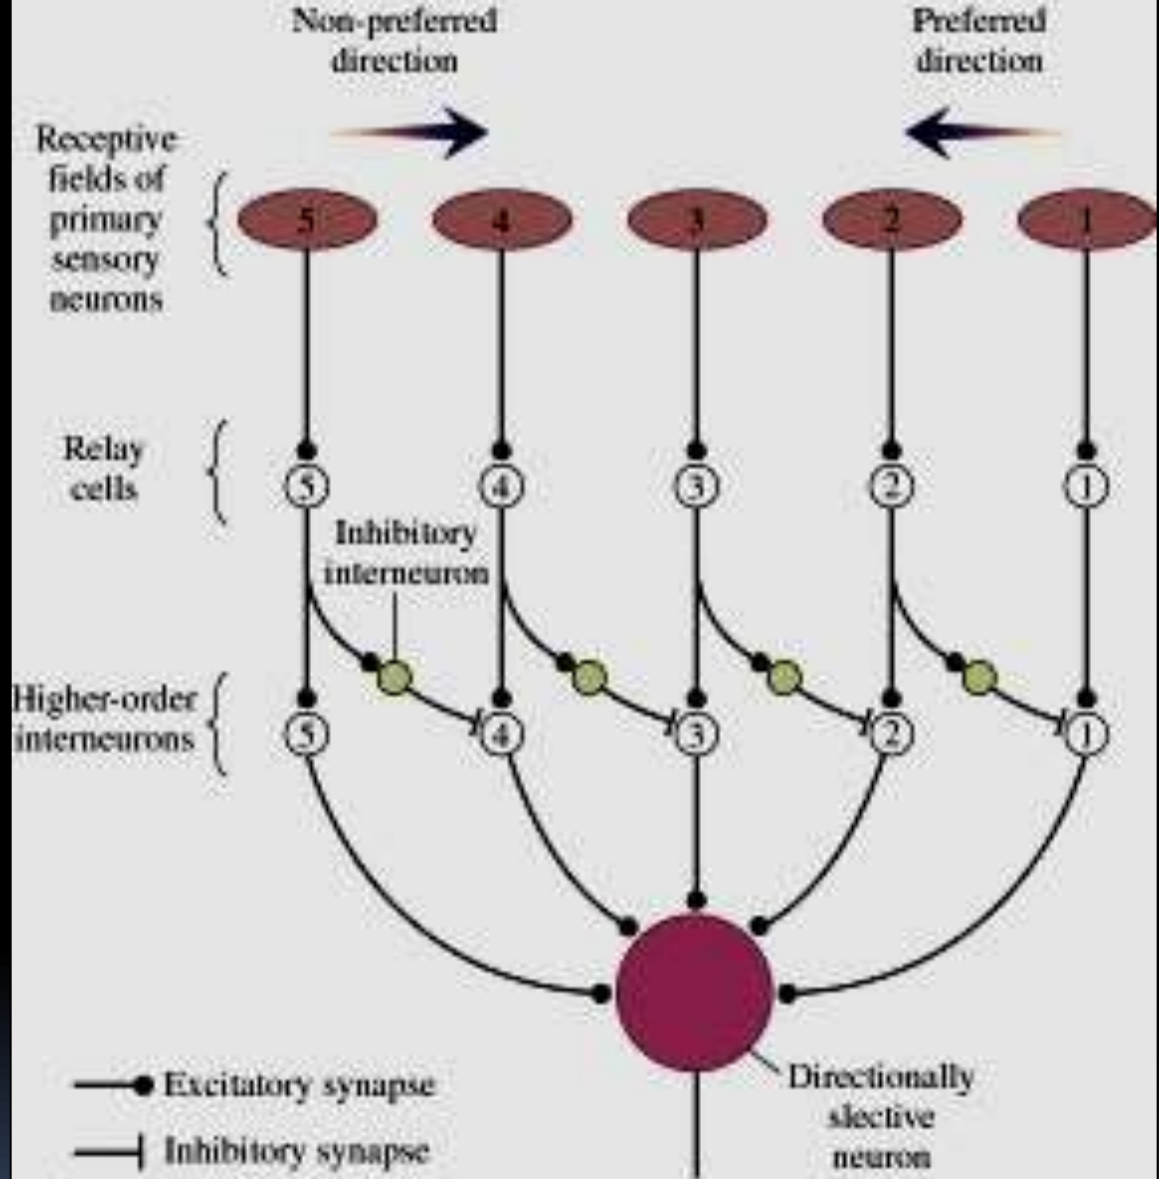 Non-preferred
direction
Preferred
direction
Receptive
fields of
primary
sensory
neurons
5
4
3
2
1
Relay
cells
5
4
3
2
1
Inhibitory
interneuron
Higher-order
interneurons
5
4
3
2
1
Excitatory synapse
Inhibitory synapse
Directionally
slective
neuron